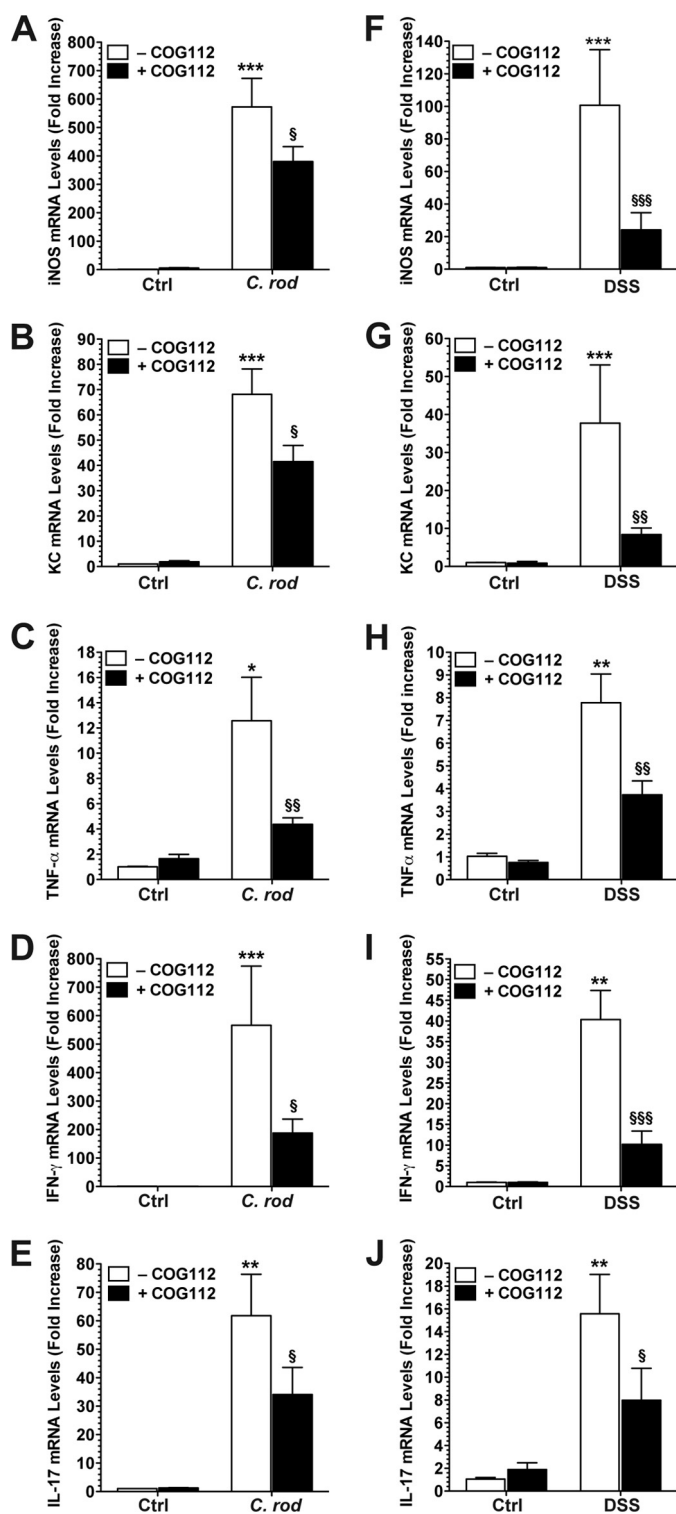 A
iNOS mRNA Levels (Fold Increase)
800
700
600
500
400
300
200
100
0
– COG112
+ COG112
***
§
Ctrl
C. rod
F
iNOS mRNA Levels (Fold Increase)
140
120
100
80
60
40
20
0
– COG112
+ COG112
***
§§§
Ctrl
DSS
B
KC mRNA Levels (Fold Increase)
90
80
70
60
50
40
30
20
10
0
– COG112
+ COG112
***
§
Ctrl
C. rod
G
KC mRNA Levels (Fold Increase)
60
50
40
30
20
10
0
– COG112
+ COG112
***
§§
Ctrl
DSS
C
TNF-α mRNA Levels (Fold Increase)
18
16
14
12
10
8
6
4
2
0
– COG112
+ COG112
*
§§
Ctrl
C. rod
H
TNFα mRNA Levels (Fold increase)
10
9
8
7
6
5
4
3
2
1
0
– COG112
+ COG112
**
§§
Ctrl
DSS
D
IFN-γ mRNA Levels (Fold Increase)
800
700
600
500
400
300
200
100
0
– COG112
+ COG112
***
§
Ctrl
C. rod
I
IFN-γ mRNA Levels (Fold Increase)
55
50
45
40
35
30
25
20
15
10
5
0
– COG112
+ COG112
**
§§§
Ctrl
DSS
E
IL-17 mRNA Levels (Fold Increase)
80
70
60
50
40
30
20
10
0
– COG112
+ COG112
**
§
Ctrl
C. rod
J
IL-17 mRNA Levels (Fold Increase)
20
18
16
14
12
10
8
6
4
2
0
– COG112
+ COG112
**
§
Ctrl
DSS